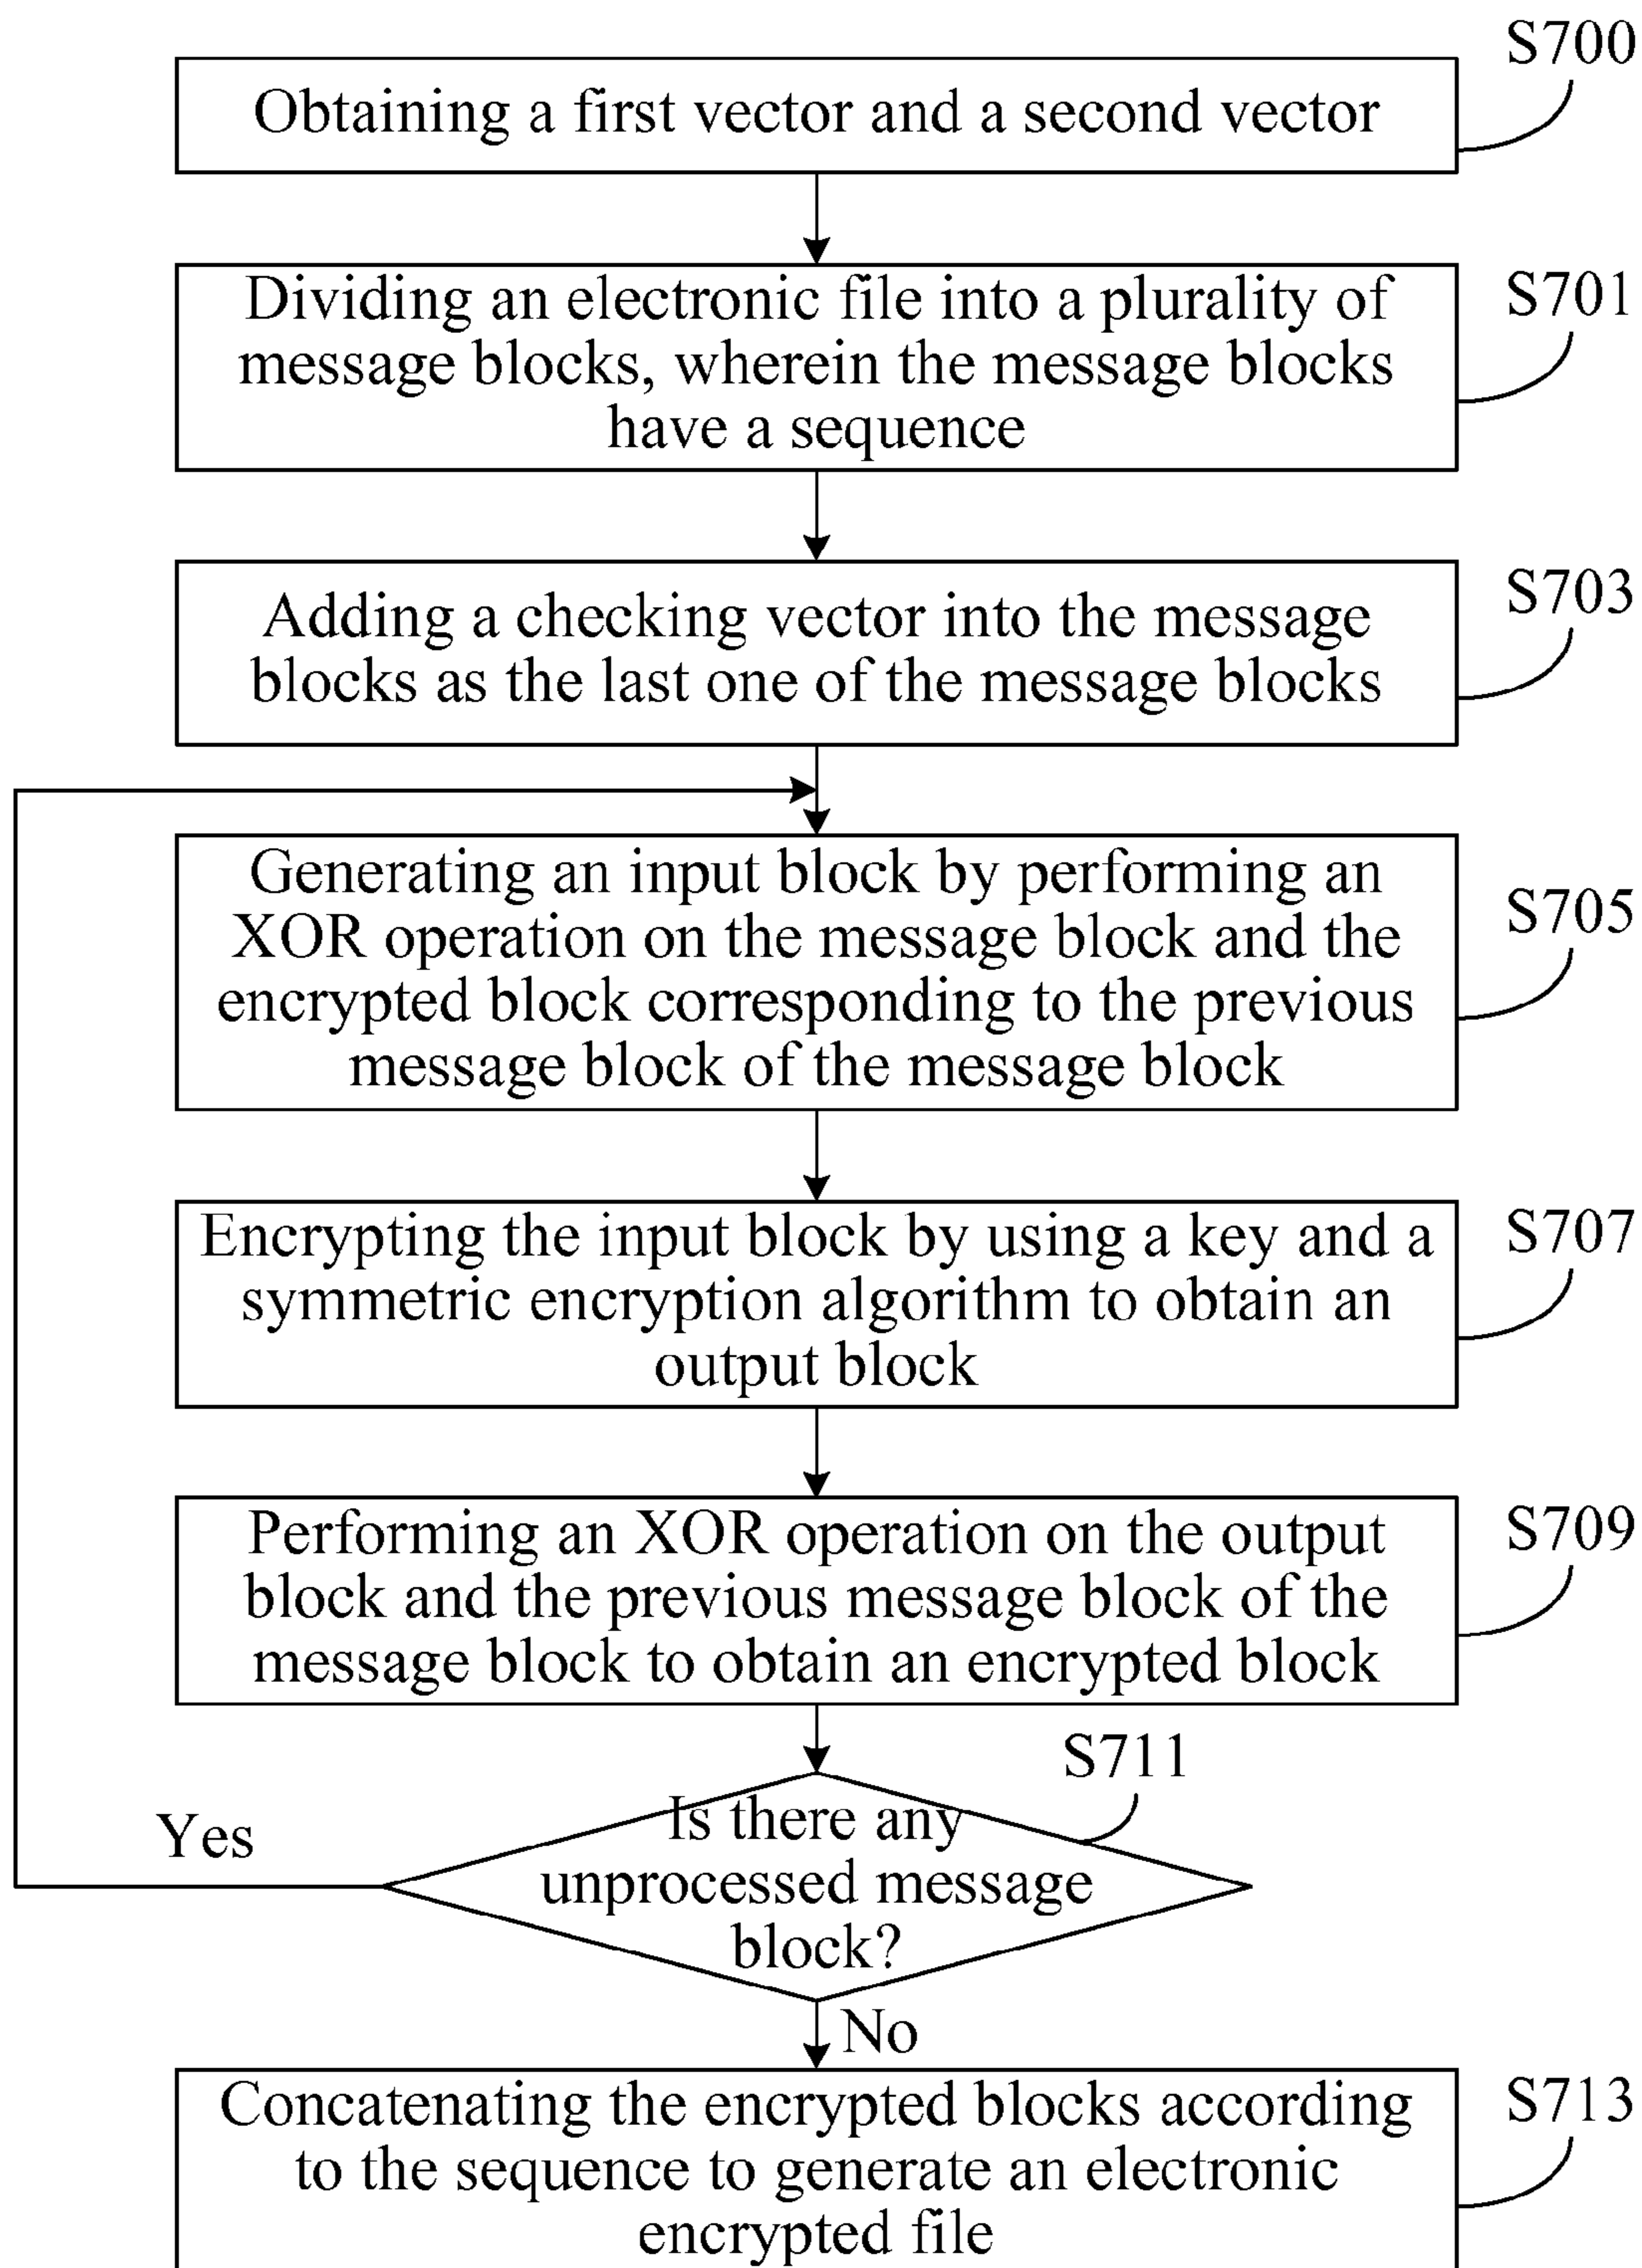 S700
Obtaining a first vector and a second vector
S701
Dividing an electronic file into a plurality of
message blocks, wherein the message blocks
have a sequence
S703
Adding a checking vector into the message
blocks as the last one of the message blocks
S705
Generating an input block by performing an
XOR operation on the message block and the
encrypted block corresponding to the previous
message block of the message block
S707
Encrypting the input block by using a key and a
symmetric encryption algorithm to obtain an
output block
S709
Performing an XOR operation on the output
block and the previous message block of the
message block to obtain an encrypted block
S711
Yes
Is there any
unprocessed message
block?
No
S713
Concatenating the encrypted blocks according
to the sequence to generate an electronic
encrypted file